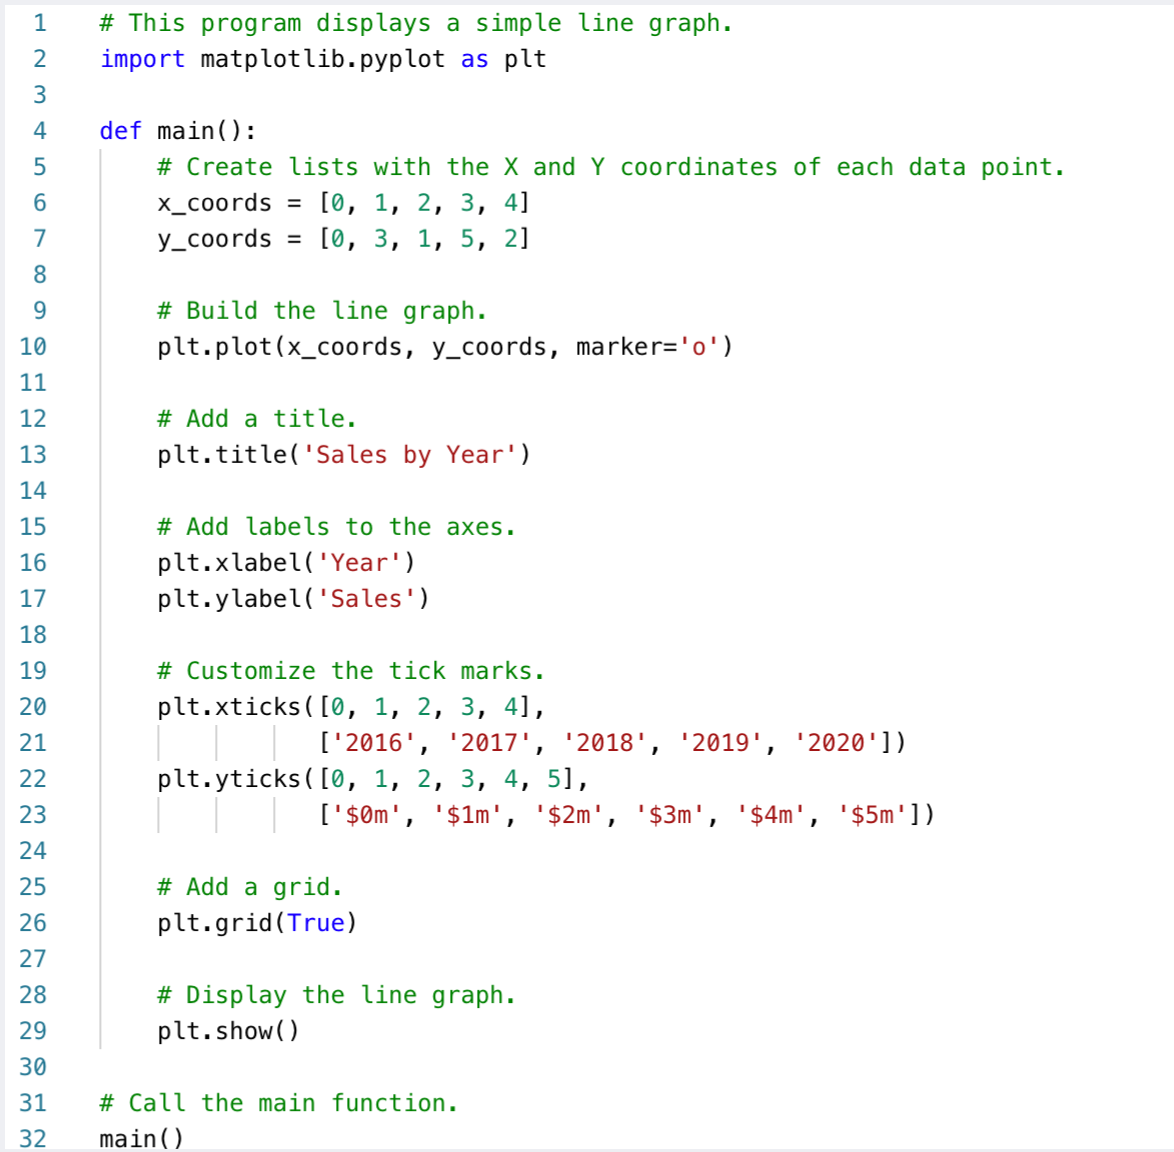 1 # This program displays a simple line graph.
2 import matplotlib.pyplot as plt
3
4 def main():
5     # Create lists with the X and Y coordinates of each data point.
6     x_coords = [0, 1, 2, 3, 4]
7     y_coords = [0, 3, 1, 5, 2]
8
9     # Build the line graph.
10     plt.plot(x_coords, y_coords, marker='o')
11
12     # Add a title.
13     plt.title('Sales by Year')
14
15     # Add labels to the axes.
16     plt.xlabel('Year')
17     plt.ylabel('Sales')
18
19     # Customize the tick marks.
20     plt.xticks([0, 1, 2, 3, 4],
21                ['2016', '2017', '2018', '2019', '2020'])
22     plt.yticks([0, 1, 2, 3, 4, 5],
23                ['$0m', '$1m', '$2m', '$3m', '$4m', '$5m'])
24
25     # Add a grid.
26     plt.grid(True)
27
28     # Display the line graph.
29     plt.show()
30
31 # Call the main function.
32 main()